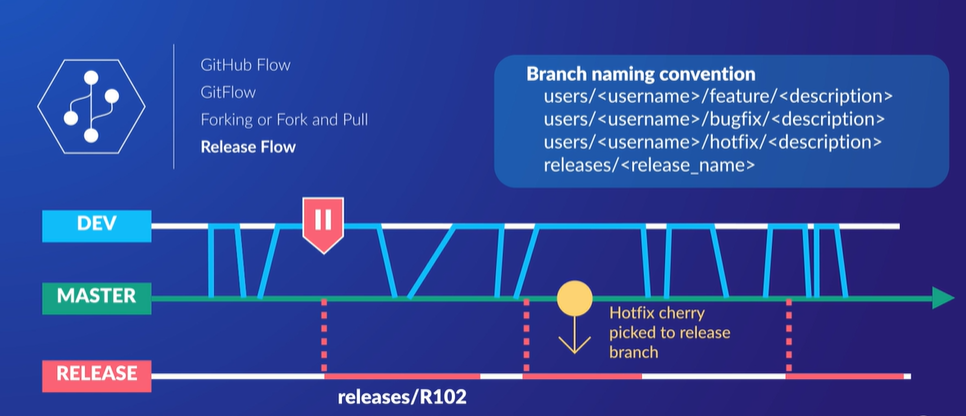 GitHub Flow
GitFlow
Forking or Fork and Pull
Release Flow
Branch naming convention
users/<username>/feature/<description>
users/<username>/bugfix/<description>
users/<username>/hotfix/<description>
releases/<release_name>
DEV
MASTER
Hotfix cherry
picked to release
branch
RELEASE
releases/R102